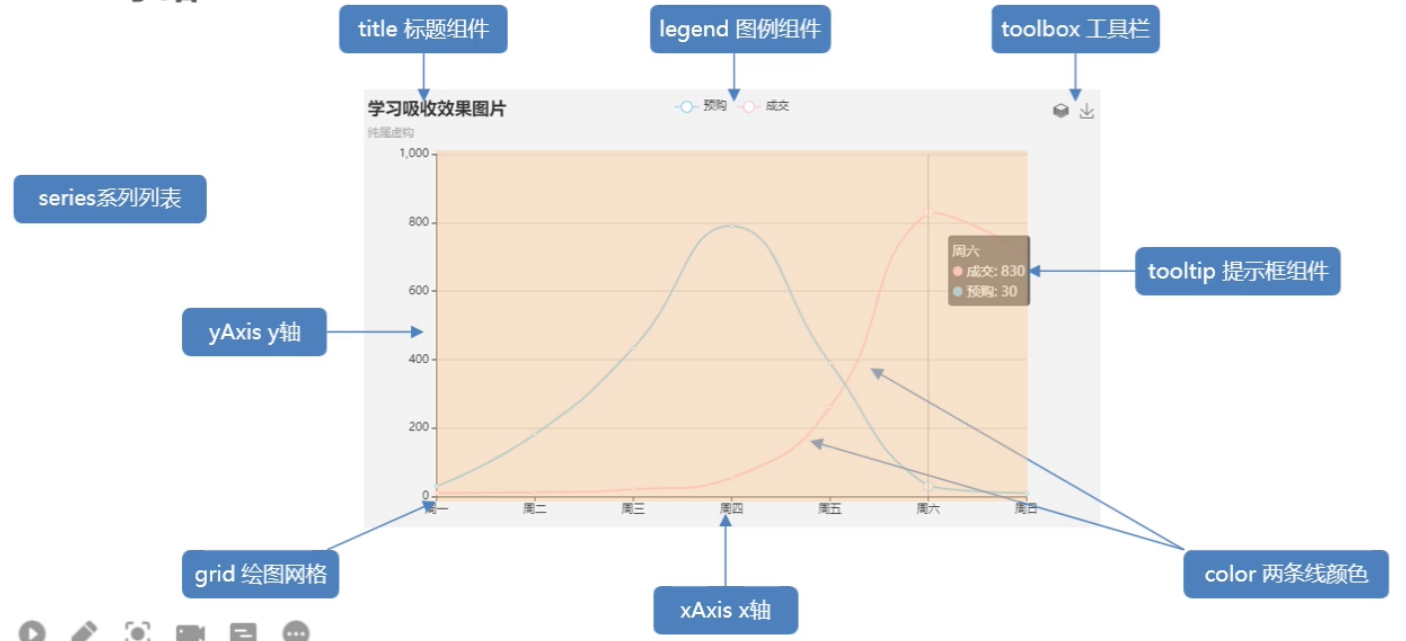 title 标题组件
legend 图例组件
toolbox 工具栏
学习吸收效果图片
预购
成交
纯属虚构
1,000
series系列列表
800
周六
成交: 830
预购: 30
tooltip 提示框组件
600
yAxis y轴
400
200
0
周一
周二
周三
周四
周五
周六
周日
grid 绘图网格
color 两条线颜色
xAxis x轴